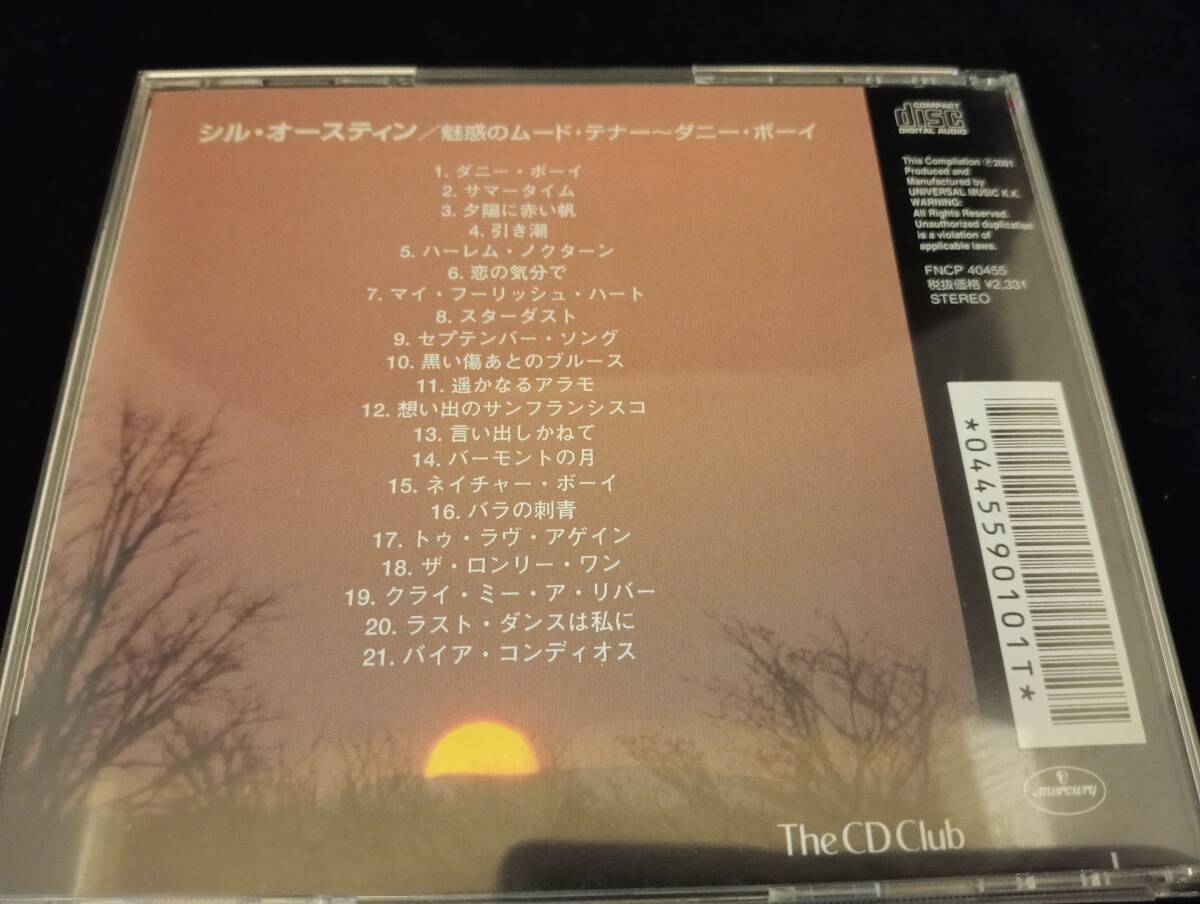 シル・オースティン/魅惑のムード・テナー〜ダニー・ボーイ
1. ダニー・ボーイ
2. サマータイム
3. 夕陽に赤い帆
4. 引き潮
5. ハーレム・ノクターン
6. 恋の気分で
7. マイ・フーリッシュ・ハート
8. スターダスト
9. セプテンバー・ソング
10. 黒い傷あとのブルース
11. 遥かなるアラモ
12. 想い出のサンフランシスコ
13. 言い出しかねて
14. バーモントの月
15. ネイチャー・ボーイ
16. バラの刺青
17. トゥ・ラヴ・アゲイン
18. ザ・ロンリー・ワン
19. クライ・ミー・ア・リバー
20. ラスト・ダンスは私に
21. バイア・コンディオス
COMPACT
disc
DIGITAL AUDIO
This Compilation ℗2001
Produced and
Manufactured by
UNIVERSAL MUSIC K.K.
WARNING:
All Rights Reserved.
Unauthorized duplication
is a violation of
applicable laws.
FNCP 40455
税抜価格 ¥2,331
STEREO
*0445590101T*
mercury
The CD Club